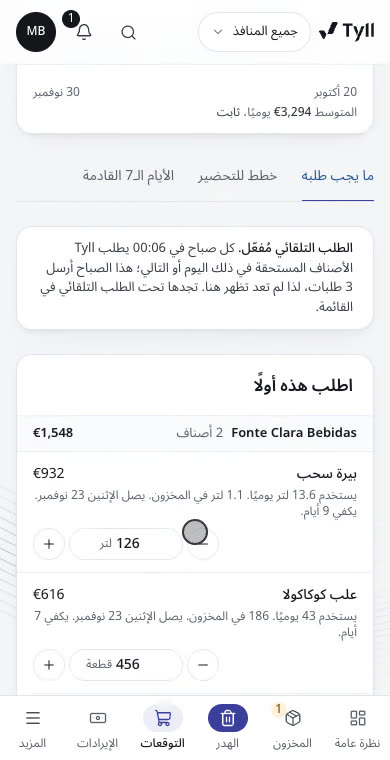 Tyll
جميع المنافذ
1
MB
20 أكتوبر
30 نوفمبر
المتوسط €3,294 يوميًا، ثابت
ما يجب طلبه
خطط للتحضير
الأيام الـ7 القادمة
الطلب التلقائي مُفعّل. كل صباح في 00:06 يطلب Tyll
الأصناف المستحقة في ذلك اليوم أو التالي؛ هذا الصباح أرسل
3 طلبات، لذا لم تعد تظهر هنا. تجدها تحت الطلب التلقائي في
القائمة.
اطلب هذه أولًا
Fonte Clara Bebidas 2 أصناف €1,548
بيرة سحب €932
يستخدم 13.6 لتر يوميًا. 1.1 لتر في المخزون. يصل الإثنين 23 نوفمبر.
يكفي 9 أيام.
126 لتر
علب كوكاكولا €616
يستخدم 43 يوميًا. 186 في المخزون. يصل الإثنين 23 نوفمبر. يكفي 7
أيام.
456 قطعة
1
نظرة عامة
المخزون
الهدر
التوقعات
الإيرادات
المزيد